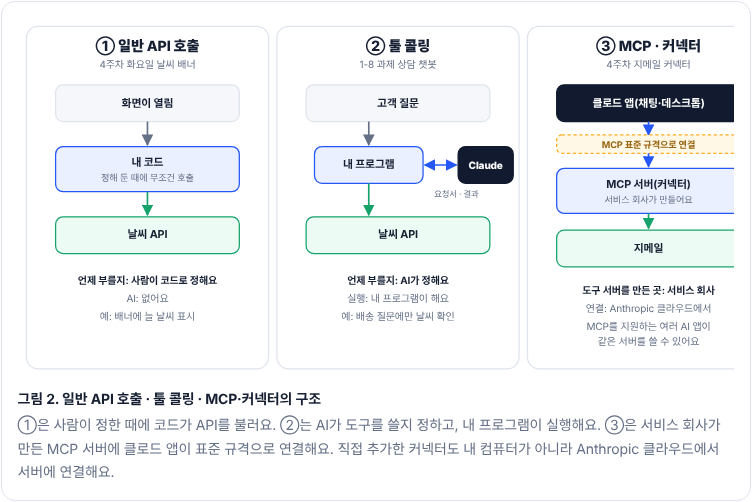 ① 일반 API 호출
4주차 화요일 날씨 배너
화면이 열림
내 코드
정해 둔 때에 무조건 호출
날씨 API
언제 부를지: 사람이 코드로 정해요
AI: 없어요
예: 배너에 늘 날씨 표시
② 툴 콜링
1-8 과제 상담 챗봇
고객 질문
내 프로그램
Claude
요청서 · 결과
날씨 API
언제 부를지: AI가 정해요
실행: 내 프로그램이 해요
예: 배송 질문에만 날씨 확인
③ MCP · 커넥터
4주차 지메일 커넥터
클로드 앱(채팅·데스크톱)
MCP 표준 규격으로 연결
MCP 서버(커넥터)
서비스 회사가 만들어요
지메일
도구 서버를 만든 곳: 서비스 회사
연결: Anthropic 클라우드에서
MCP를 지원하는 여러 AI 앱이
같은 서버를 쓸 수 있어요
그림 2. 일반 API 호출 · 툴 콜링 · MCP·커넥터의 구조
①은 사람이 정한 때에 코드가 API를 불러요. ②는 AI가 도구를 쓸지 정하고, 내 프로그램이 실행해요. ③은 서비스 회사가
만든 MCP 서버에 클로드 앱이 표준 규격으로 연결해요. 직접 추가한 커넥터도 내 컴퓨터가 아니라 Anthropic 클라우드에서
서버에 연결해요.